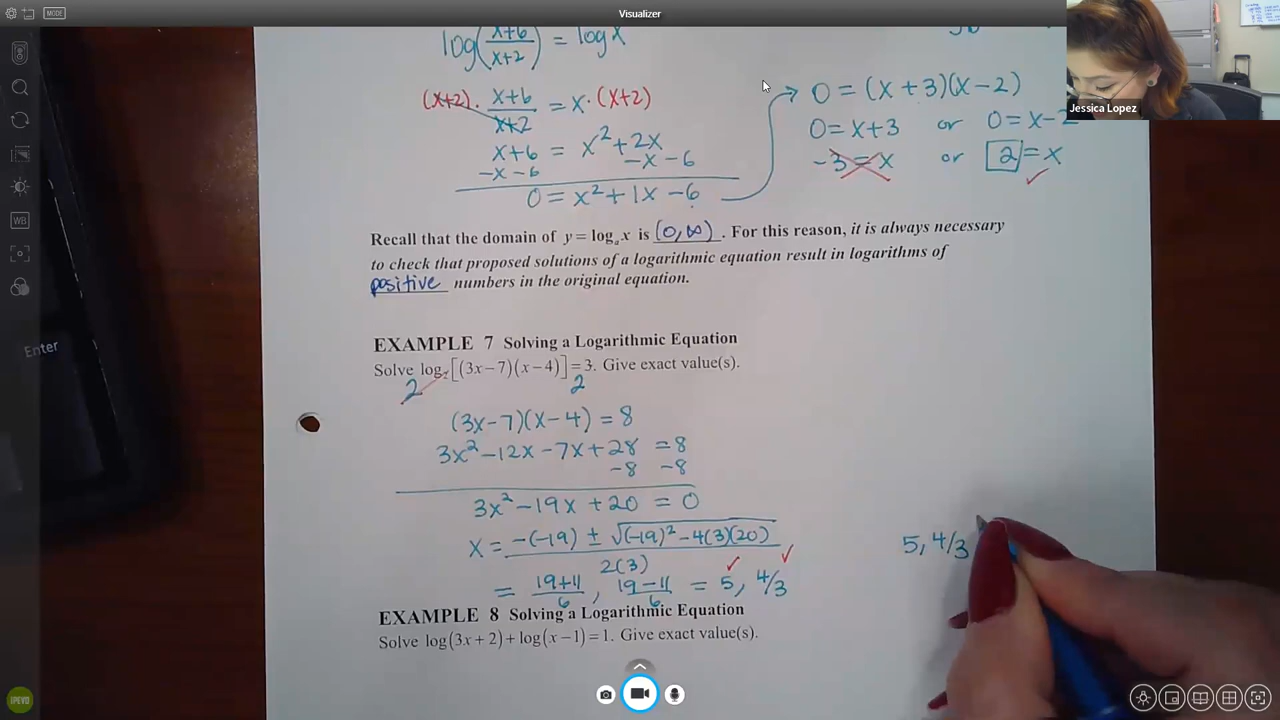 MODE
Visualizer
log((x+6)/(x+2)) = log x
(x+2) · (x+6)/(x+2) = x · (x+2)
x+6 = x² + 2x
-x -6 -x -6
0 = x² + 1x - 6
0 = (x+3)(x-2)
0 = x+3 or 0 = x-2
-3 = x or 2 = x
Jessica Lopez
Recall that the domain of y = logₐ x is (0,∞). For this reason, it is always necessary
to check that proposed solutions of a logarithmic equation result in logarithms of
positive numbers in the original equation.
EXAMPLE 7 Solving a Logarithmic Equation
Solve log₂[(3x-7)(x-4)] = 3. Give exact value(s).
2 2
(3x-7)(x-4) = 8
3x² - 12x - 7x + 28 = 8
-8 -8
3x² - 19x + 20 = 0
x = (-(-19) ± √((-19)² - 4(3)(20)))/(2(3))
= (19+11)/6, (19-11)/6 = 5, 4/3
5, 4/3
EXAMPLE 8 Solving a Logarithmic Equation
Solve log(3x+2) + log(x-1) = 1. Give exact value(s).
Enter
WB
IPEVO